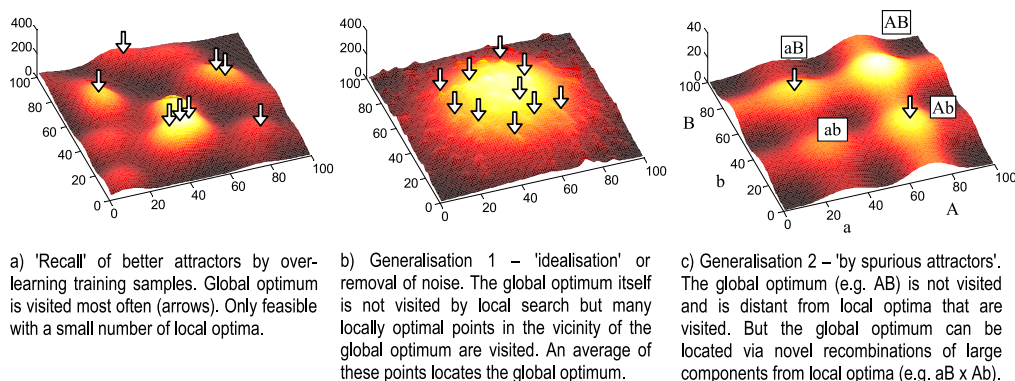 400
200
0
100
80
60
40
20
0
0
20
40
60
80
100
400
200
0
100
80
60
40
20
0
0
20
40
60
80
100
40
20
0
100
80
60
40
20
0
0
20
40
60
80
100
B
b
a
A
aB
AB
ab
Ab
a) 'Recall' of better attractors by over-
learning training samples. Global optimum
is visited most often (arrows). Only feasible
with a small number of local optima.
b) Generalisation 1 – 'idealisation' or
removal of noise. The global optimum itself
is not visited by local search but many
locally optimal points in the vicinity of the
global optimum are visited. An average of
these points locates the global optimum.
c) Generalisation 2 – 'by spurious attractors'.
The global optimum (e.g. AB) is not visited
and is distant from local optima that are
visited. But the global optimum can be
located via novel recombinations of large
components from local optima (e.g. aB x Ab).